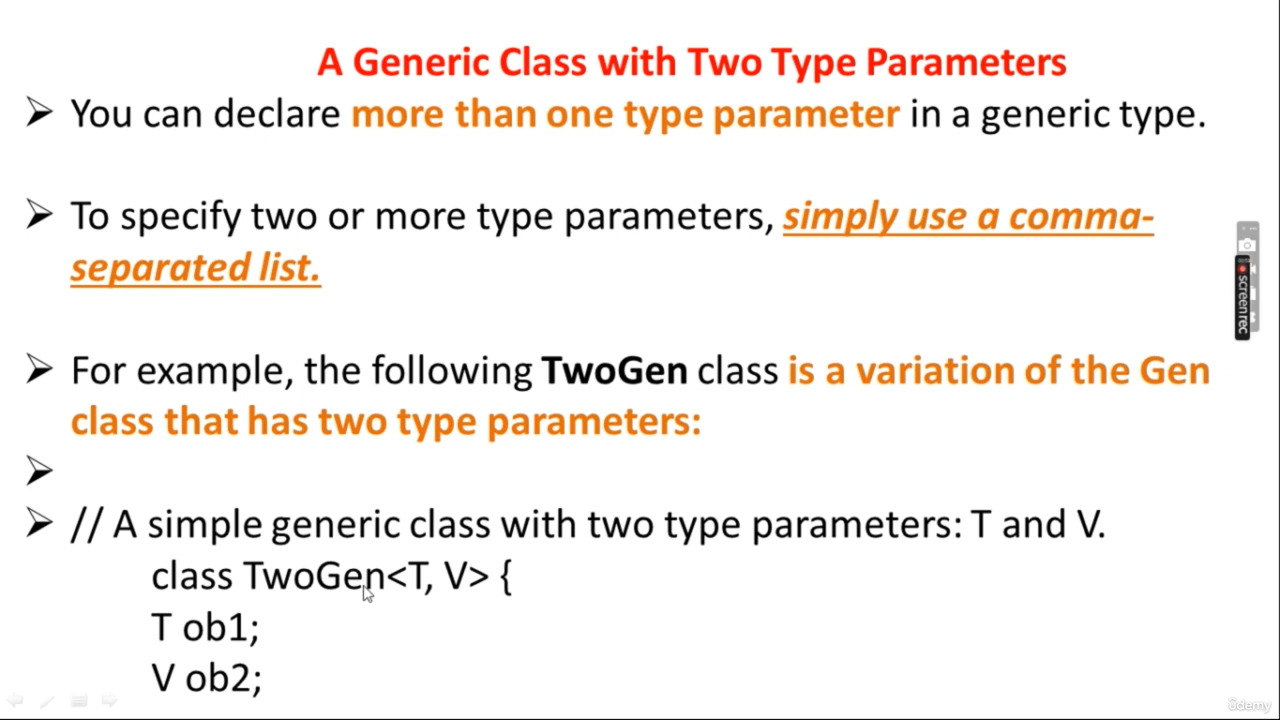 A Generic Class with Two Type Parameters
➢ You can declare more than one type parameter in a generic type.
➢ To specify two or more type parameters, simply use a comma-
separated list.
➢ For example, the following TwoGen class is a variation of the Gen
class that has two type parameters:
➢
➢ // A simple generic class with two type parameters: T and V.
class TwoGen<T, V> {
T ob1;
V ob2;
screenrec
ûdemy